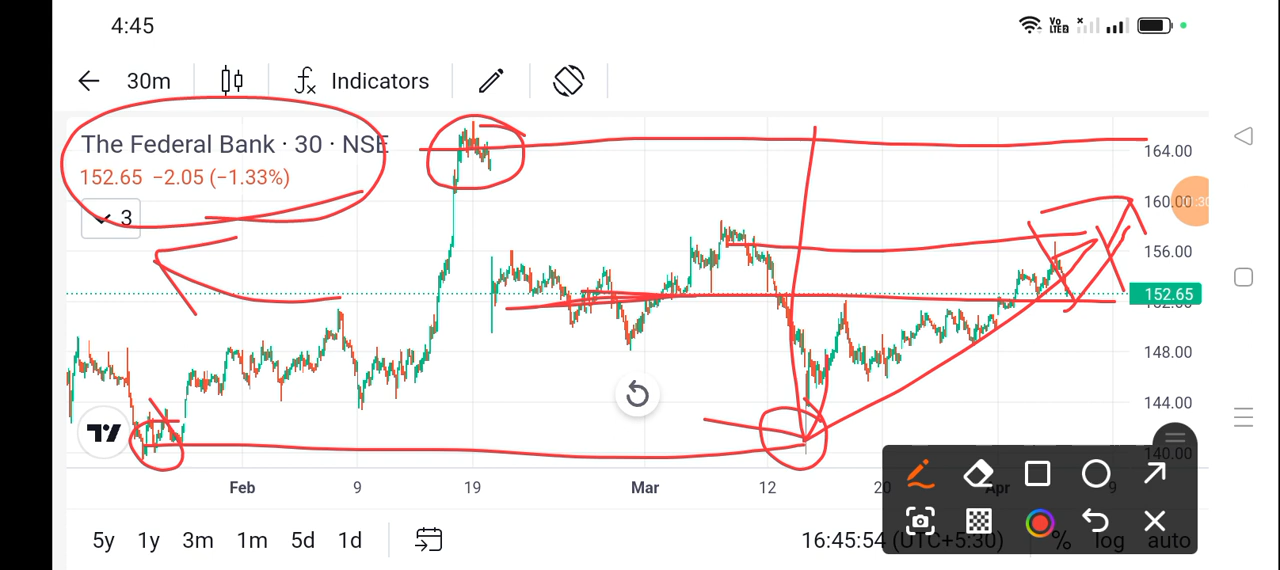 4:45
Vo
LTE2
30m
Indicators
The Federal Bank · 30 · NSE
152.65 −2.05 (−1.33%)
3
164.00
160.00
156.00
152.65
148.00
144.00
140.00
Feb 9 19 Mar 12 20 Apr 9
5y 1y 3m 1m 5d 1d
16:45:54 (UTC+5:30) % log auto